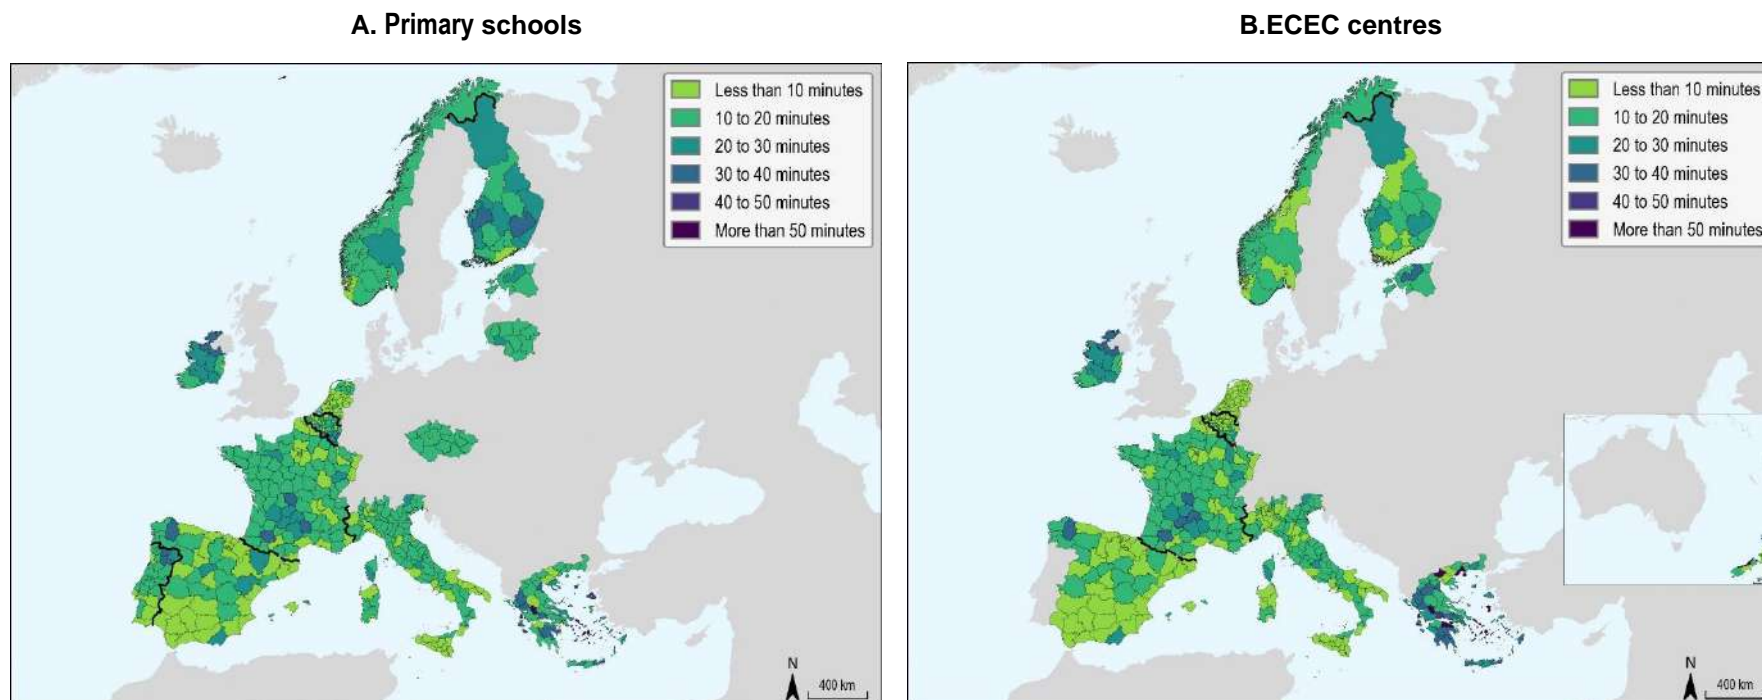 A. Primary schools
B.ECEC centres
Less than 10 minutes
10 to 20 minutes
20 to 30 minutes
30 to 40 minutes
40 to 50 minutes
More than 50 minutes
N
400 km
Less than 10 minutes
10 to 20 minutes
20 to 30 minutes
30 to 40 minutes
40 to 50 minutes
More than 50 minutes
N
400 km